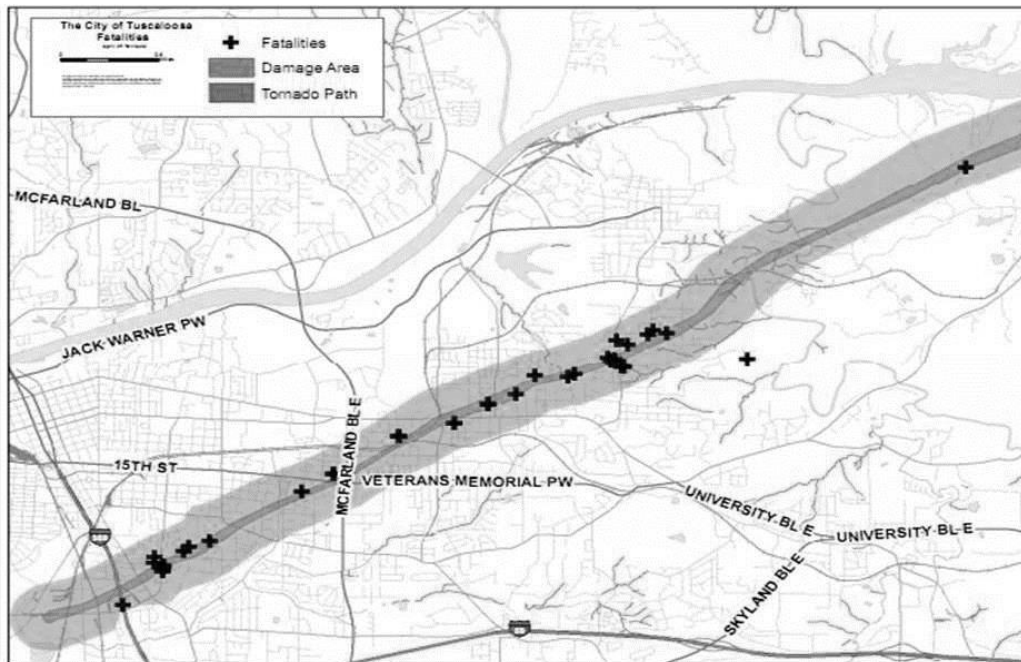 The City of Tuscaloosa
Fatalities
Fatalities
Damage Area
Tornado Path
MCFARLAND BL
JACK WARNER PW
MCFARLAND BL E
15TH ST
VETERANS MEMORIAL PW
UNIVERSITY BL E
UNIVERSITY BL E
SKYLAND BL E